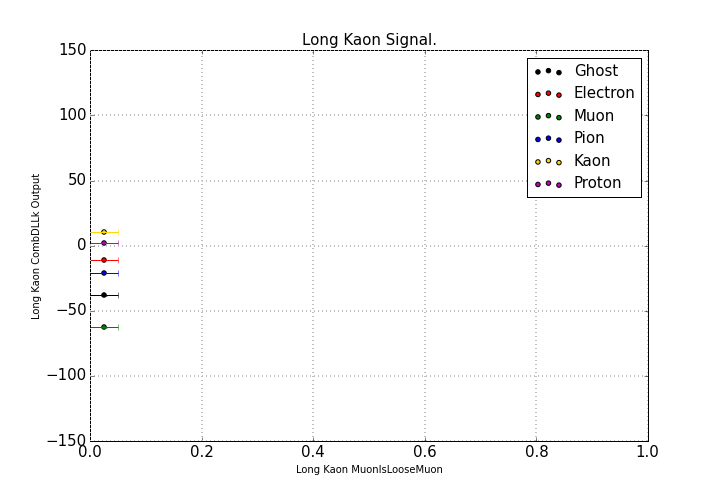 Long Kaon Signal.
150
100
50
0
−50
−100
−150
0.0
0.2
0.4
0.6
0.8
1.0
Long Kaon CombDLLk Output
Long Kaon MuonIsLooseMuon
Ghost
Electron
Muon
Pion
Kaon
Proton